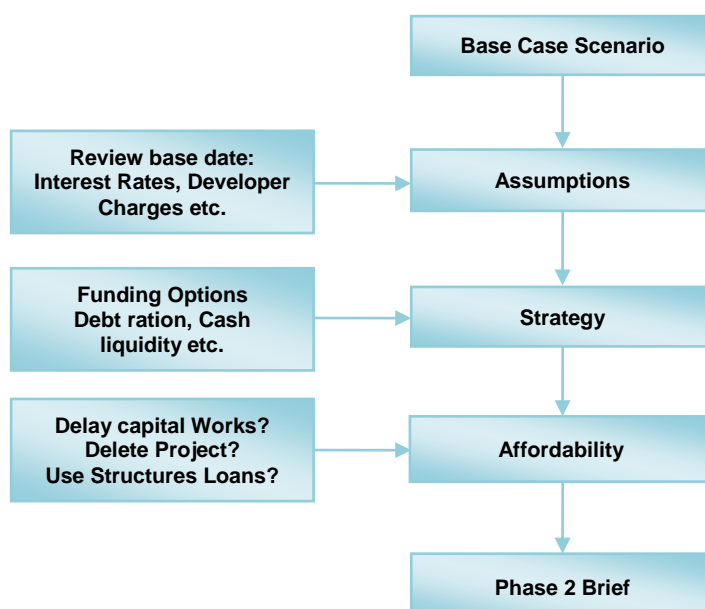 Base Case Scenario
Review base date:
Interest Rates, Developer
Charges etc.
Assumptions
Funding Options
Debt ration, Cash
liquidity etc.
Strategy
Delay capital Works?
Delete Project?
Use Structures Loans?
Affordability
Phase 2 Brief